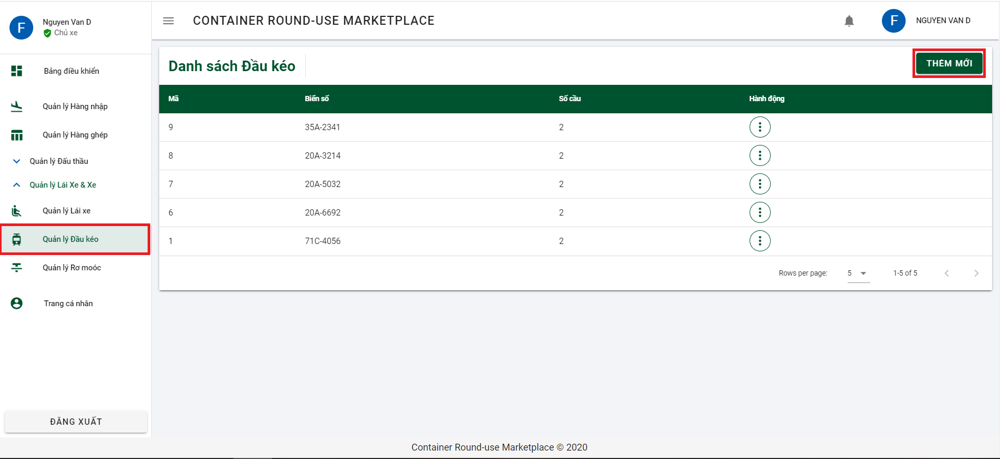 F
Nguyen Van D
Chủ xe
CONTAINER ROUND-USE MARKETPLACE
F
NGUYEN VAN D
Bảng điều khiển
Quản lý Hàng nhập
Quản lý Hàng ghép
Quản lý Đấu thầu
Quản lý Lái Xe & Xe
Quản lý Lái xe
Quản lý Đầu kéo
Quản lý Rơ moóc
Trang cá nhân
ĐĂNG XUẤT
Danh sách Đầu kéo
THÊM MỚI
Mã Biển số Số cầu Hành động
9 35A-2341 2
8 20A-3214 2
7 20A-5032 2
6 20A-6692 2
1 71C-4056 2
Rows per page: 5 1-5 of 5
Container Round-use Marketplace © 2020